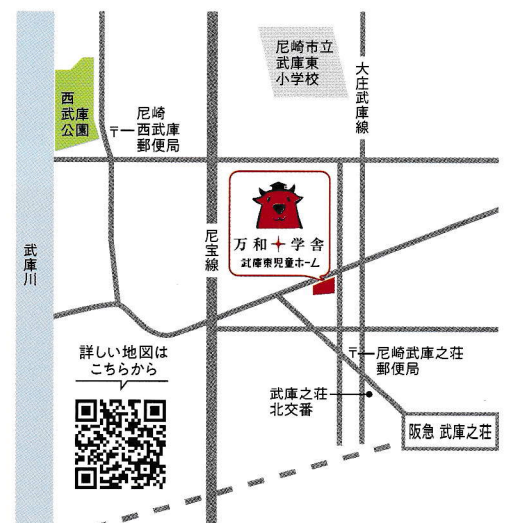 尼崎市立
武庫東
小学校
大庄武庫線
西
武庫
公園
尼崎
〒西武庫
郵便局
武庫川
尼宝線
万和学舎
武庫東児童ホーム
詳しい地図は
こちらから
〒尼崎武庫之荘
郵便局
武庫之荘
北交番
阪急 武庫之荘